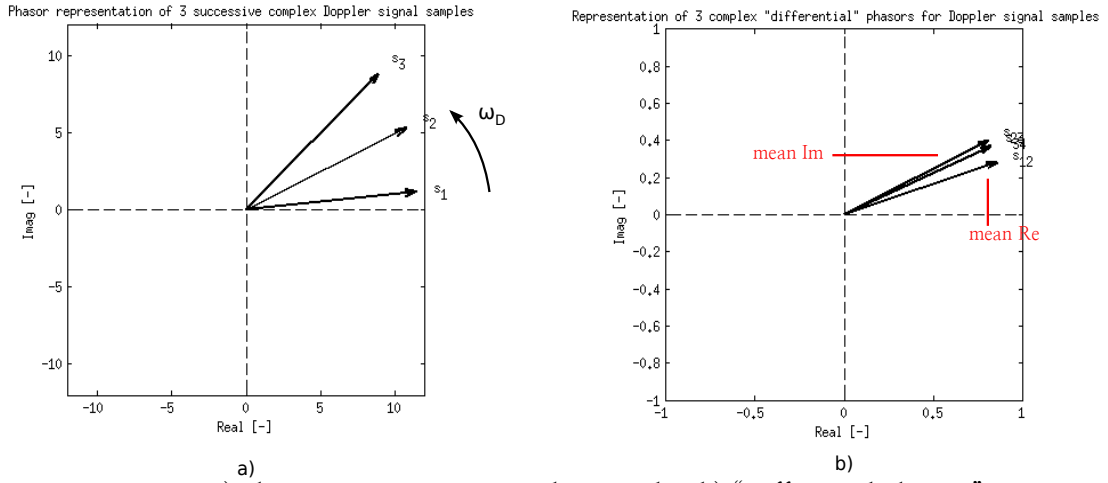 Phasor representation of 3 successive complex Doppler signal samples
10
5
0
-5
-10
Imag [-]
-10 -5 0 5 10
Real [-]
s1
s2
s3
ωD
a)
Representation of 3 complex "differential" phasors for Doppler signal samples
1
0.8
0.6
0.4
0.2
0
-0.2
-0.4
-0.6
-0.8
-1
Imag [-]
-1 -0.5 0 0.5 1
Real [-]
mean Im
s12
mean Re
b)